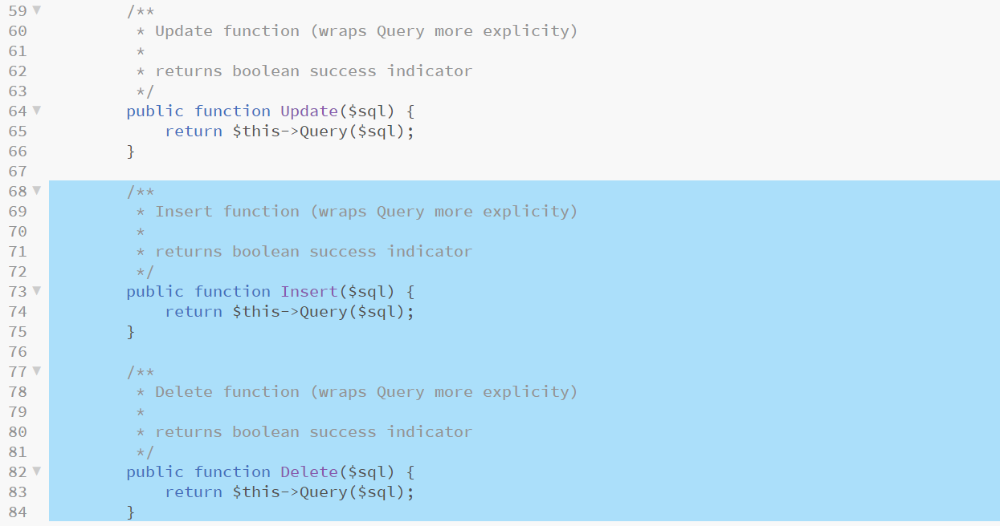 59 /**
60  * Update function (wraps Query more explicity)
61  *
62  * returns boolean success indicator
63  */
64 public function Update($sql) {
65     return $this->Query($sql);
66 }
67
68 /**
69  * Insert function (wraps Query more explicity)
70  *
71  * returns boolean success indicator
72  */
73 public function Insert($sql) {
74     return $this->Query($sql);
75 }
76
77 /**
78  * Delete function (wraps Query more explicity)
79  *
80  * returns boolean success indicator
81  */
82 public function Delete($sql) {
83     return $this->Query($sql);
84 }